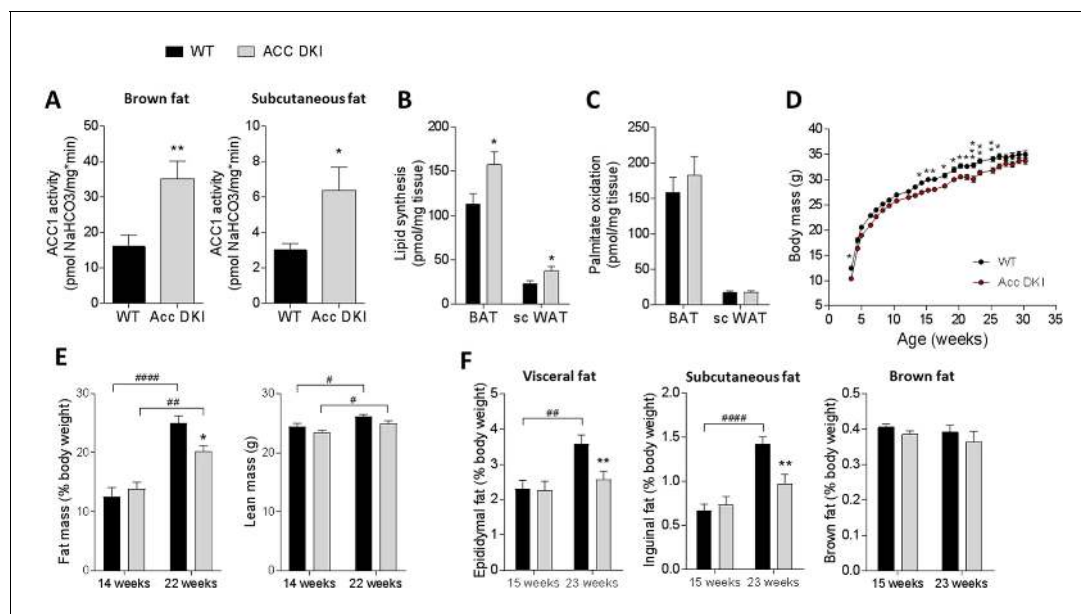 WT
ACC DKI
A
Brown fat
Subcutaneous fat
ACC1 activity
(pmol NaHCO3/mg*min)
50
40
30
20
10
0
**
WT
Acc DKI
ACC1 activity
(pmol NaHCO3/mg*min)
8
6
4
2
0
*
WT
Acc DKI
B
Lipid synthesis
(pmol/mg tissue)
200
150
100
50
0
*
*
BAT
sc WAT
C
Palmitate oxidation
(pmol/mg tissue)
250
200
150
100
50
0
BAT
sc WAT
D
Body mass (g)
40
35
30
25
20
15
10
5
WT
Acc DKI
0
5
10
15
20
25
30
35
Age (weeks)
E
Fat mass (% body weight)
30
20
10
0
####
##
*
14 weeks
22 weeks
Lean mass (g)
30
20
10
0
#
#
14 weeks
22 weeks
F
Visceral fat
Epididymal fat (% body weight)
5
4
3
2
1
0
##
**
15 weeks
23 weeks
Subcutaneous fat
Inguinal fat (% body weight)
2.0
1.5
1.0
0.5
0.0
####
**
15 weeks
23 weeks
Brown fat
Brown fat (% body weight)
0.5
0.4
0.3
0.2
0.1
0.0
15 weeks
23 weeks